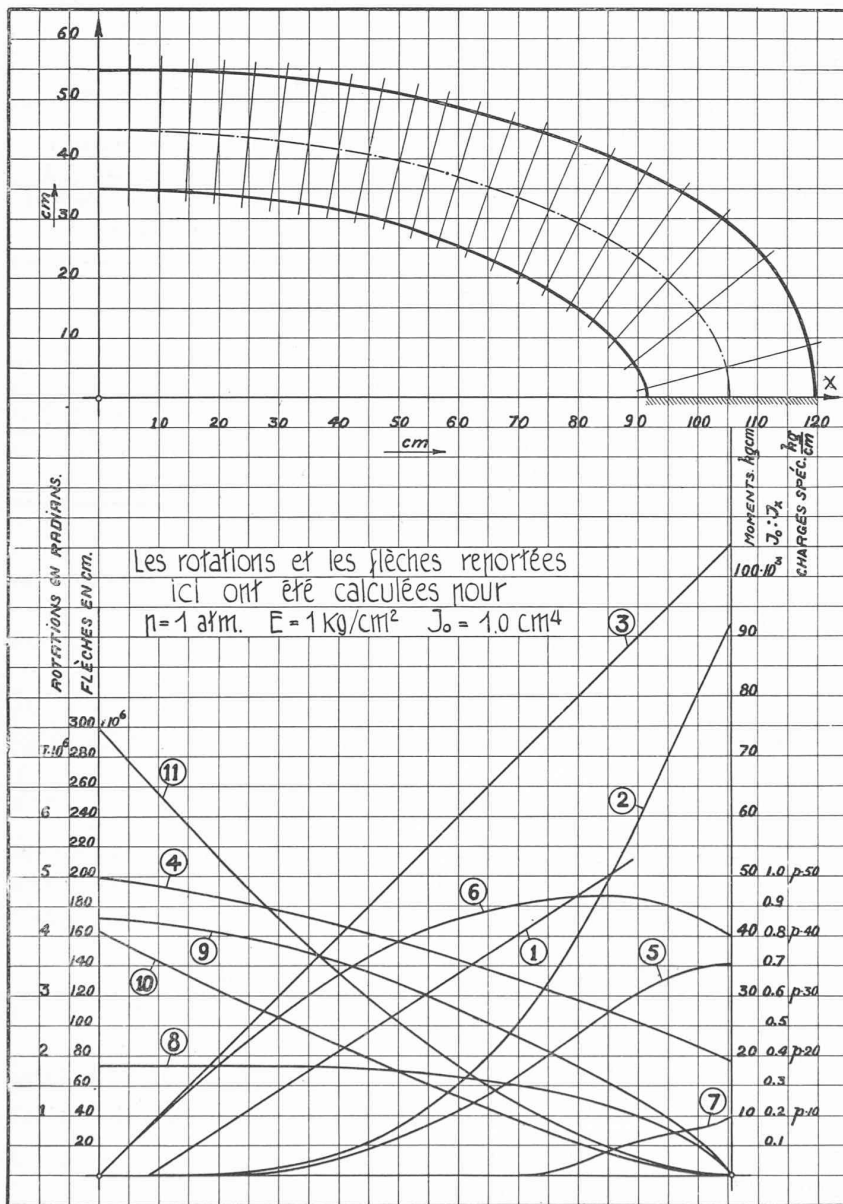 60
50
40
30
20
10
cm
X
10 20 30 40 50 60 70 80 90 100 110 120
cm
ROTATIONS EN RADIANS.
FLÈCHES EN cm.
MOMENTS. kgcm
J₀ : Jₓ
CHARGES SPÉC. kg/cm
Les rotations et les flèches reportées
ici ont été calculées pour
p = 1 atm. E = 1 kg/cm² J₀ = 1.0 cm⁴
100·10³
90
80
70
60
50 1.0 p·50
0.9
40 0.8 p·40
0.7
30 0.6 p·30
0.5
20 0.4 p·20
0.3
10 0.2 p·10
0.1
300 ×10⁶
7·10⁶ 280
260
6 240
220
5 200
180
4 160
140
3 120
100
2 80
60
1 40
20
3
11
2
4
6
1
9
5
10
8
7